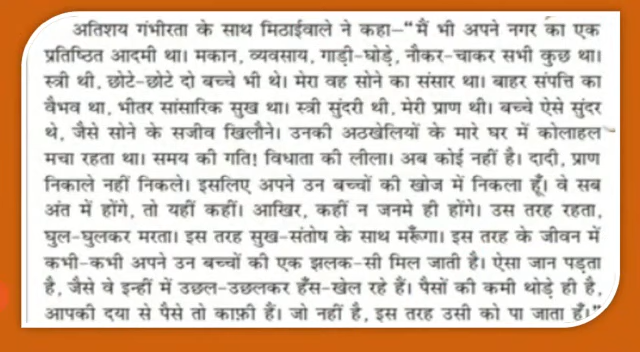 अतिशय गंभीरता के साथ मिठाईवाले ने कहा–“मैं भी अपने नगर का एक
प्रतिष्ठित आदमी था। मकान, व्यवसाय, गाड़ी-घोड़े, नौकर-चाकर सभी कुछ था।
स्त्री थी, छोटे-छोटे दो बच्चे भी थे। मेरा वह सोने का संसार था। बाहर संपत्ति का
वैभव था, भीतर सांसारिक सुख था। स्त्री सुंदरी थी, मेरी प्राण थी। बच्चे ऐसे सुंदर
थे, जैसे सोने के सजीव खिलौने। उनकी अठखेलियों के मारे घर में कोलाहल
मचा रहता था। समय की गति! विधाता की लीला। अब कोई नहीं है। दादी, प्राण
निकाले नहीं निकले। इसलिए अपने उन बच्चों की खोज में निकला हूँ। वे सब
अंत में होंगे, तो यहीं कहीं। आखिर, कहीं न जनमे ही होंगे। उस तरह रहता,
घुल-घुलकर मरता। इस तरह सुख-संतोष के साथ मरूँगा। इस तरह के जीवन में
कभी-कभी अपने उन बच्चों की एक झलक-सी मिल जाती है। ऐसा जान पड़ता
है, जैसे वे इन्हीं में उछल-उछलकर हँस-खेल रहे हैं। पैसों की कमी थोड़े ही है,
आपकी दया से पैसे तो काफ़ी हैं। जो नहीं है, इस तरह उसी को पा जाता हूँ।”